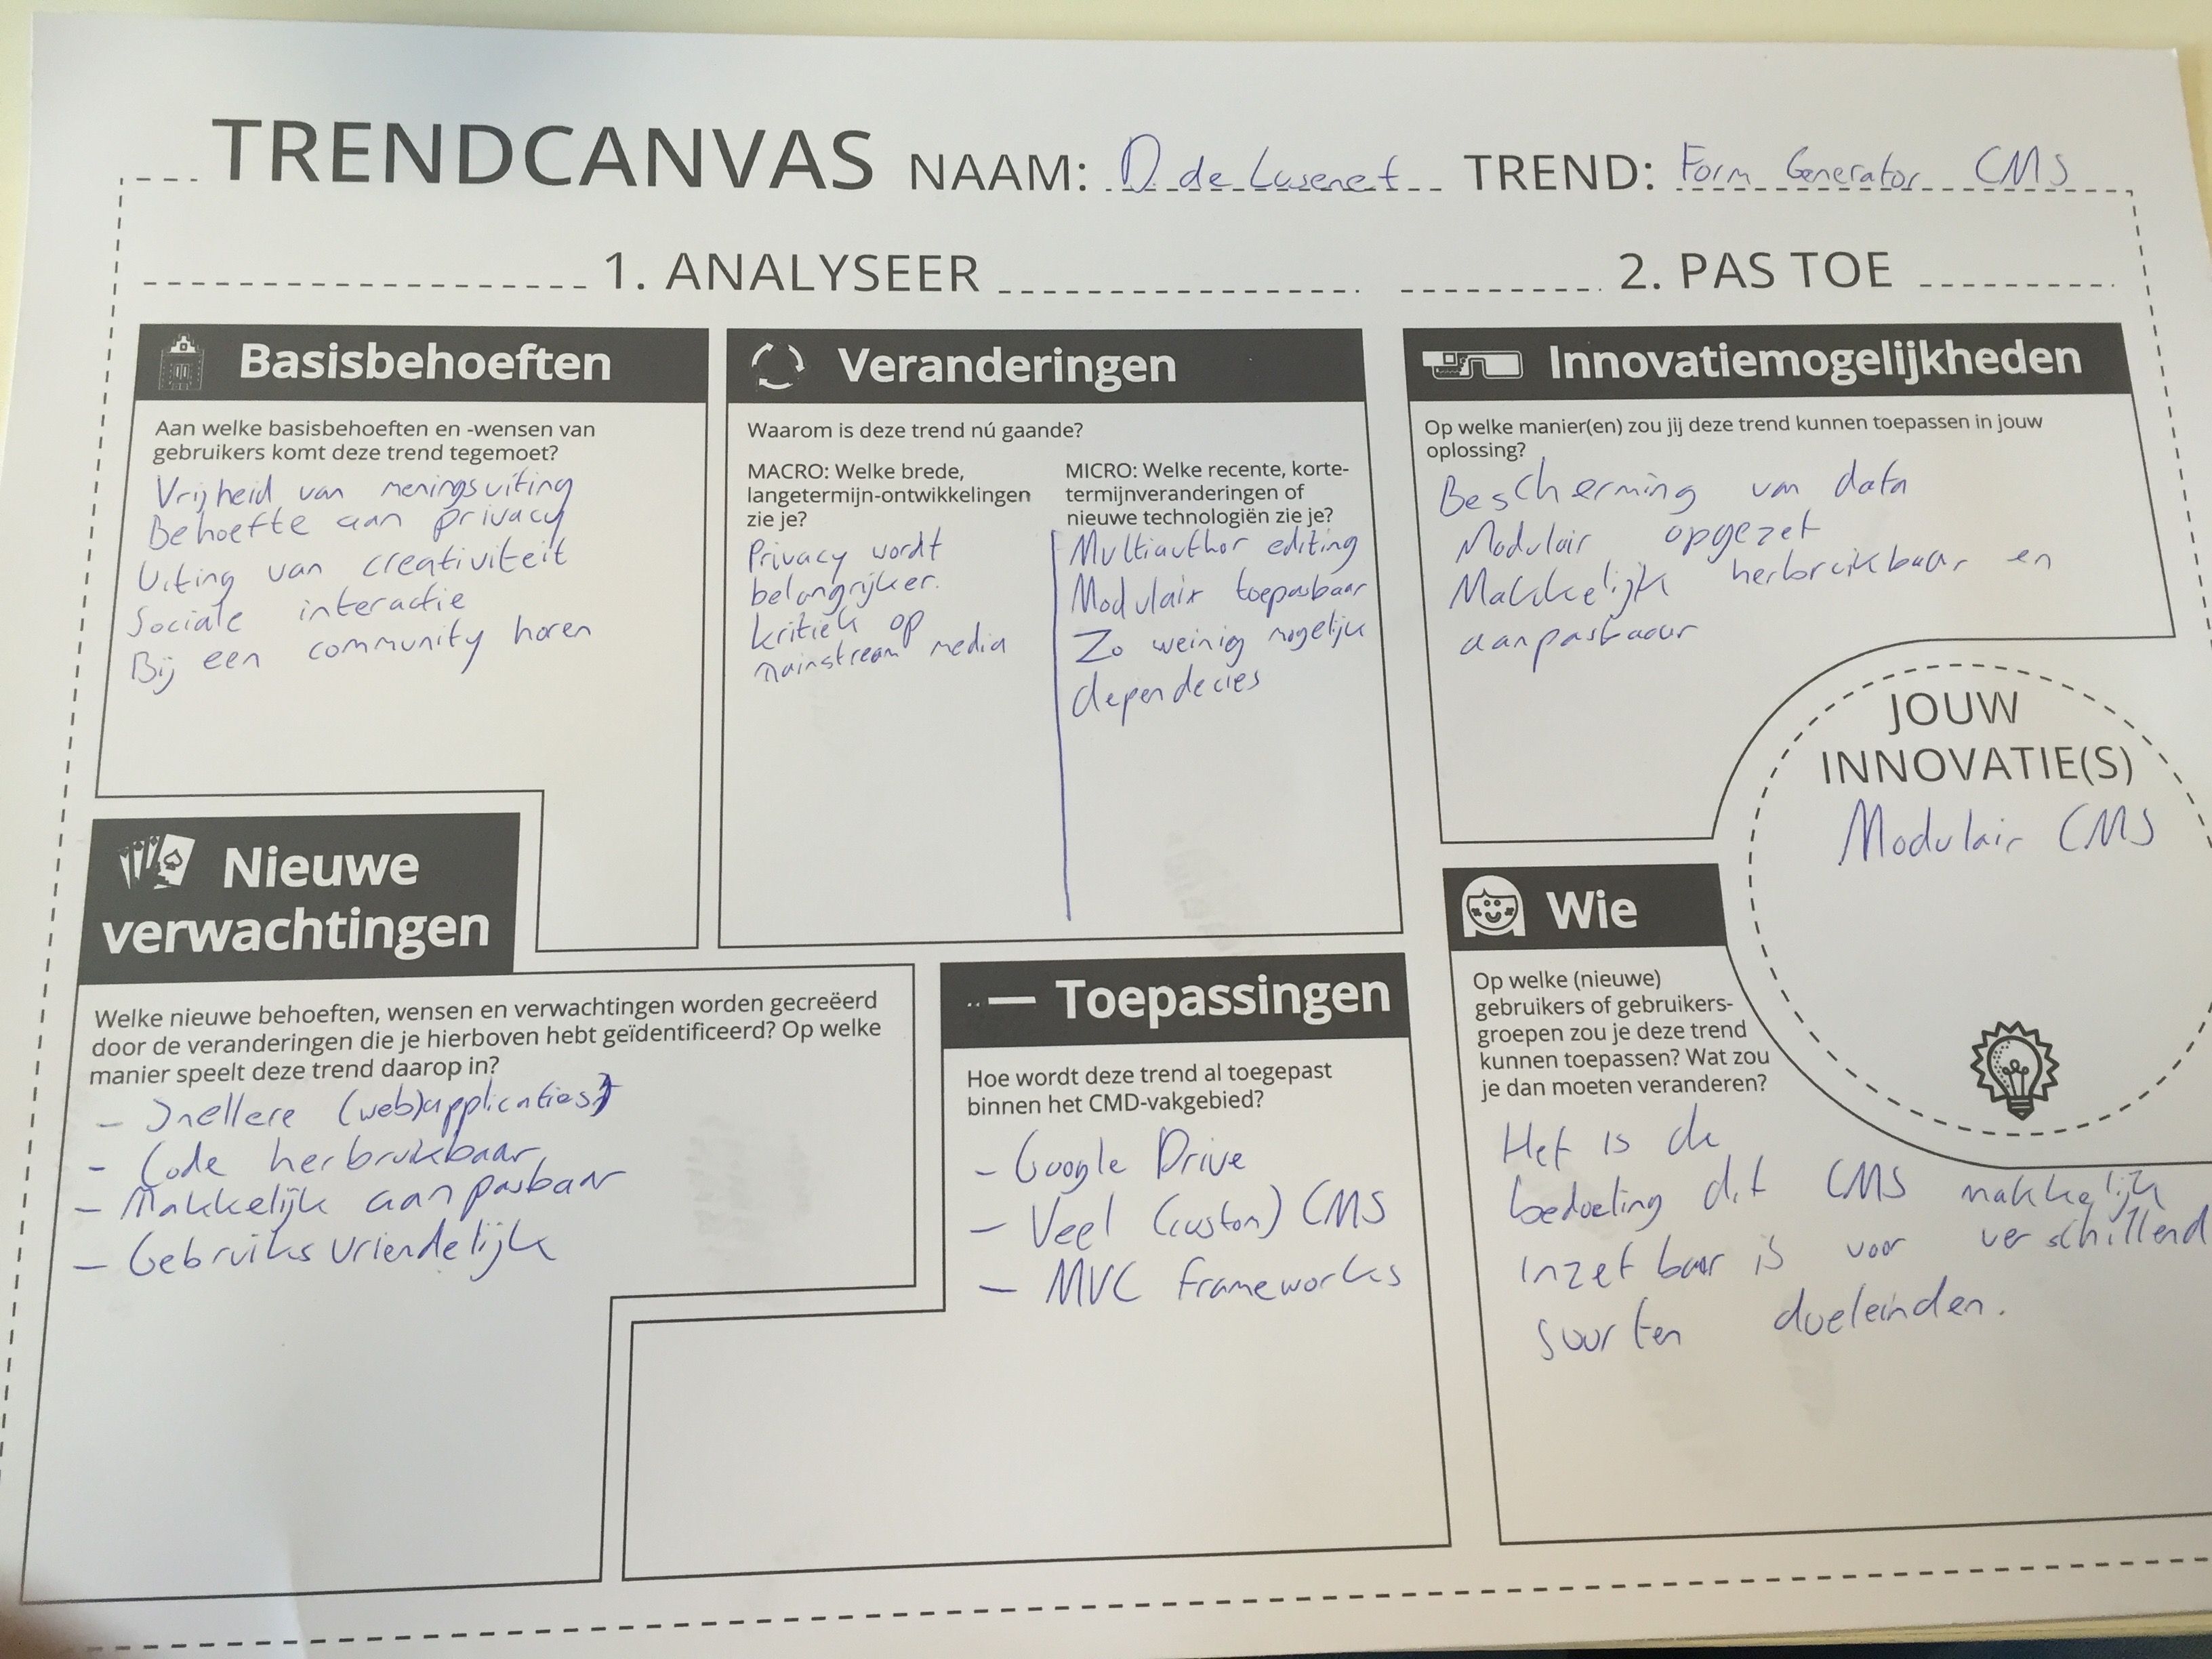 TRENDCANVAS NAAM: D. de Lusenet TREND: Form Generator CMS
1. ANALYSEER
2. PAS TOE
Basisbehoeften
Aan welke basisbehoeften en -wensen van
gebruikers komt deze trend tegemoet?
Vrijheid van meningsuiting
Behoefte aan privacy
Uiting van creativiteit
Sociale interactie
Bij een community horen
Veranderingen
Waarom is deze trend nú gaande?
MACRO: Welke brede,
langetermijn-ontwikkelingen
zie je?
Privacy wordt
belangrijker.
kritiek op
mainstream media
MICRO: Welke recente, korte-
termijnveranderingen of
nieuwe technologiën zie je?
Multiauthor editing
Modulair toepasbaar
Zo weinig mogelijk
dependecies
Innovatiemogelijkheden
Op welke manier(en) zou jij deze trend kunnen toepassen in jouw
oplossing?
Bescherming van data
Modulair opgezet
Makkelijk herbruikbaar en
aanpasbaar
JOUW
INNOVATIE(S)
Modulair CMS
Nieuwe
verwachtingen
Welke nieuwe behoeften, wensen en verwachtingen worden gecreëerd
door de veranderingen die je hierboven hebt geïdentificeerd? Op welke
manier speelt deze trend daarop in?
- Snellere (web)applicaties
- Code herbruikbaar
- Makkelijk aanpasbaar
- Gebruiksvriendelijk
Toepassingen
Hoe wordt deze trend al toegepast
binnen het CMD-vakgebied?
- Google Drive
- Veel (custom) CMS
- MVC frameworks
Wie
Op welke (nieuwe)
gebruikers of gebruikers-
groepen zou je deze trend
kunnen toepassen? Wat zou
je dan moeten veranderen?
Het is de
bedoeling dit CMS makkelijk
inzetbaar is voor verschillend
soorten doeleinden.